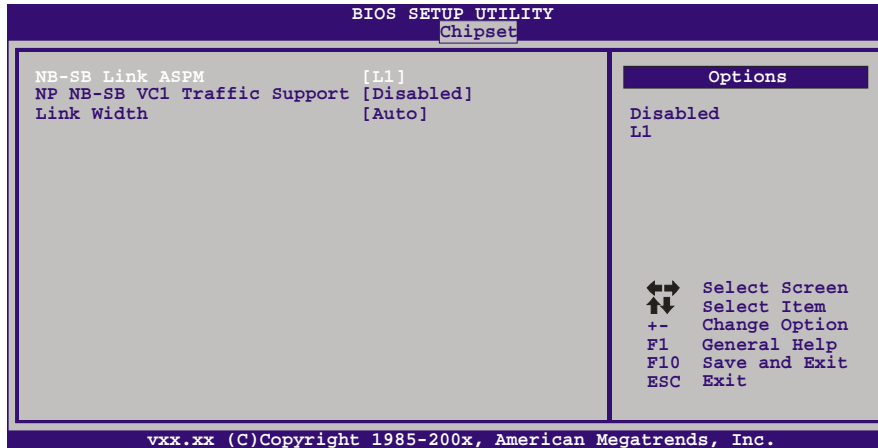 BIOS SETUP UTILITY
Chipset
NB-SB Link ASPM [L1]
NP NB-SB VC1 Traffic Support [Disabled]
Link Width [Auto]
Options
Disabled
L1
Select Screen
Select Item
+- Change Option
F1 General Help
F10 Save and Exit
ESC Exit
vxx.xx (C)Copyright 1985-200x, American Megatrends, Inc.